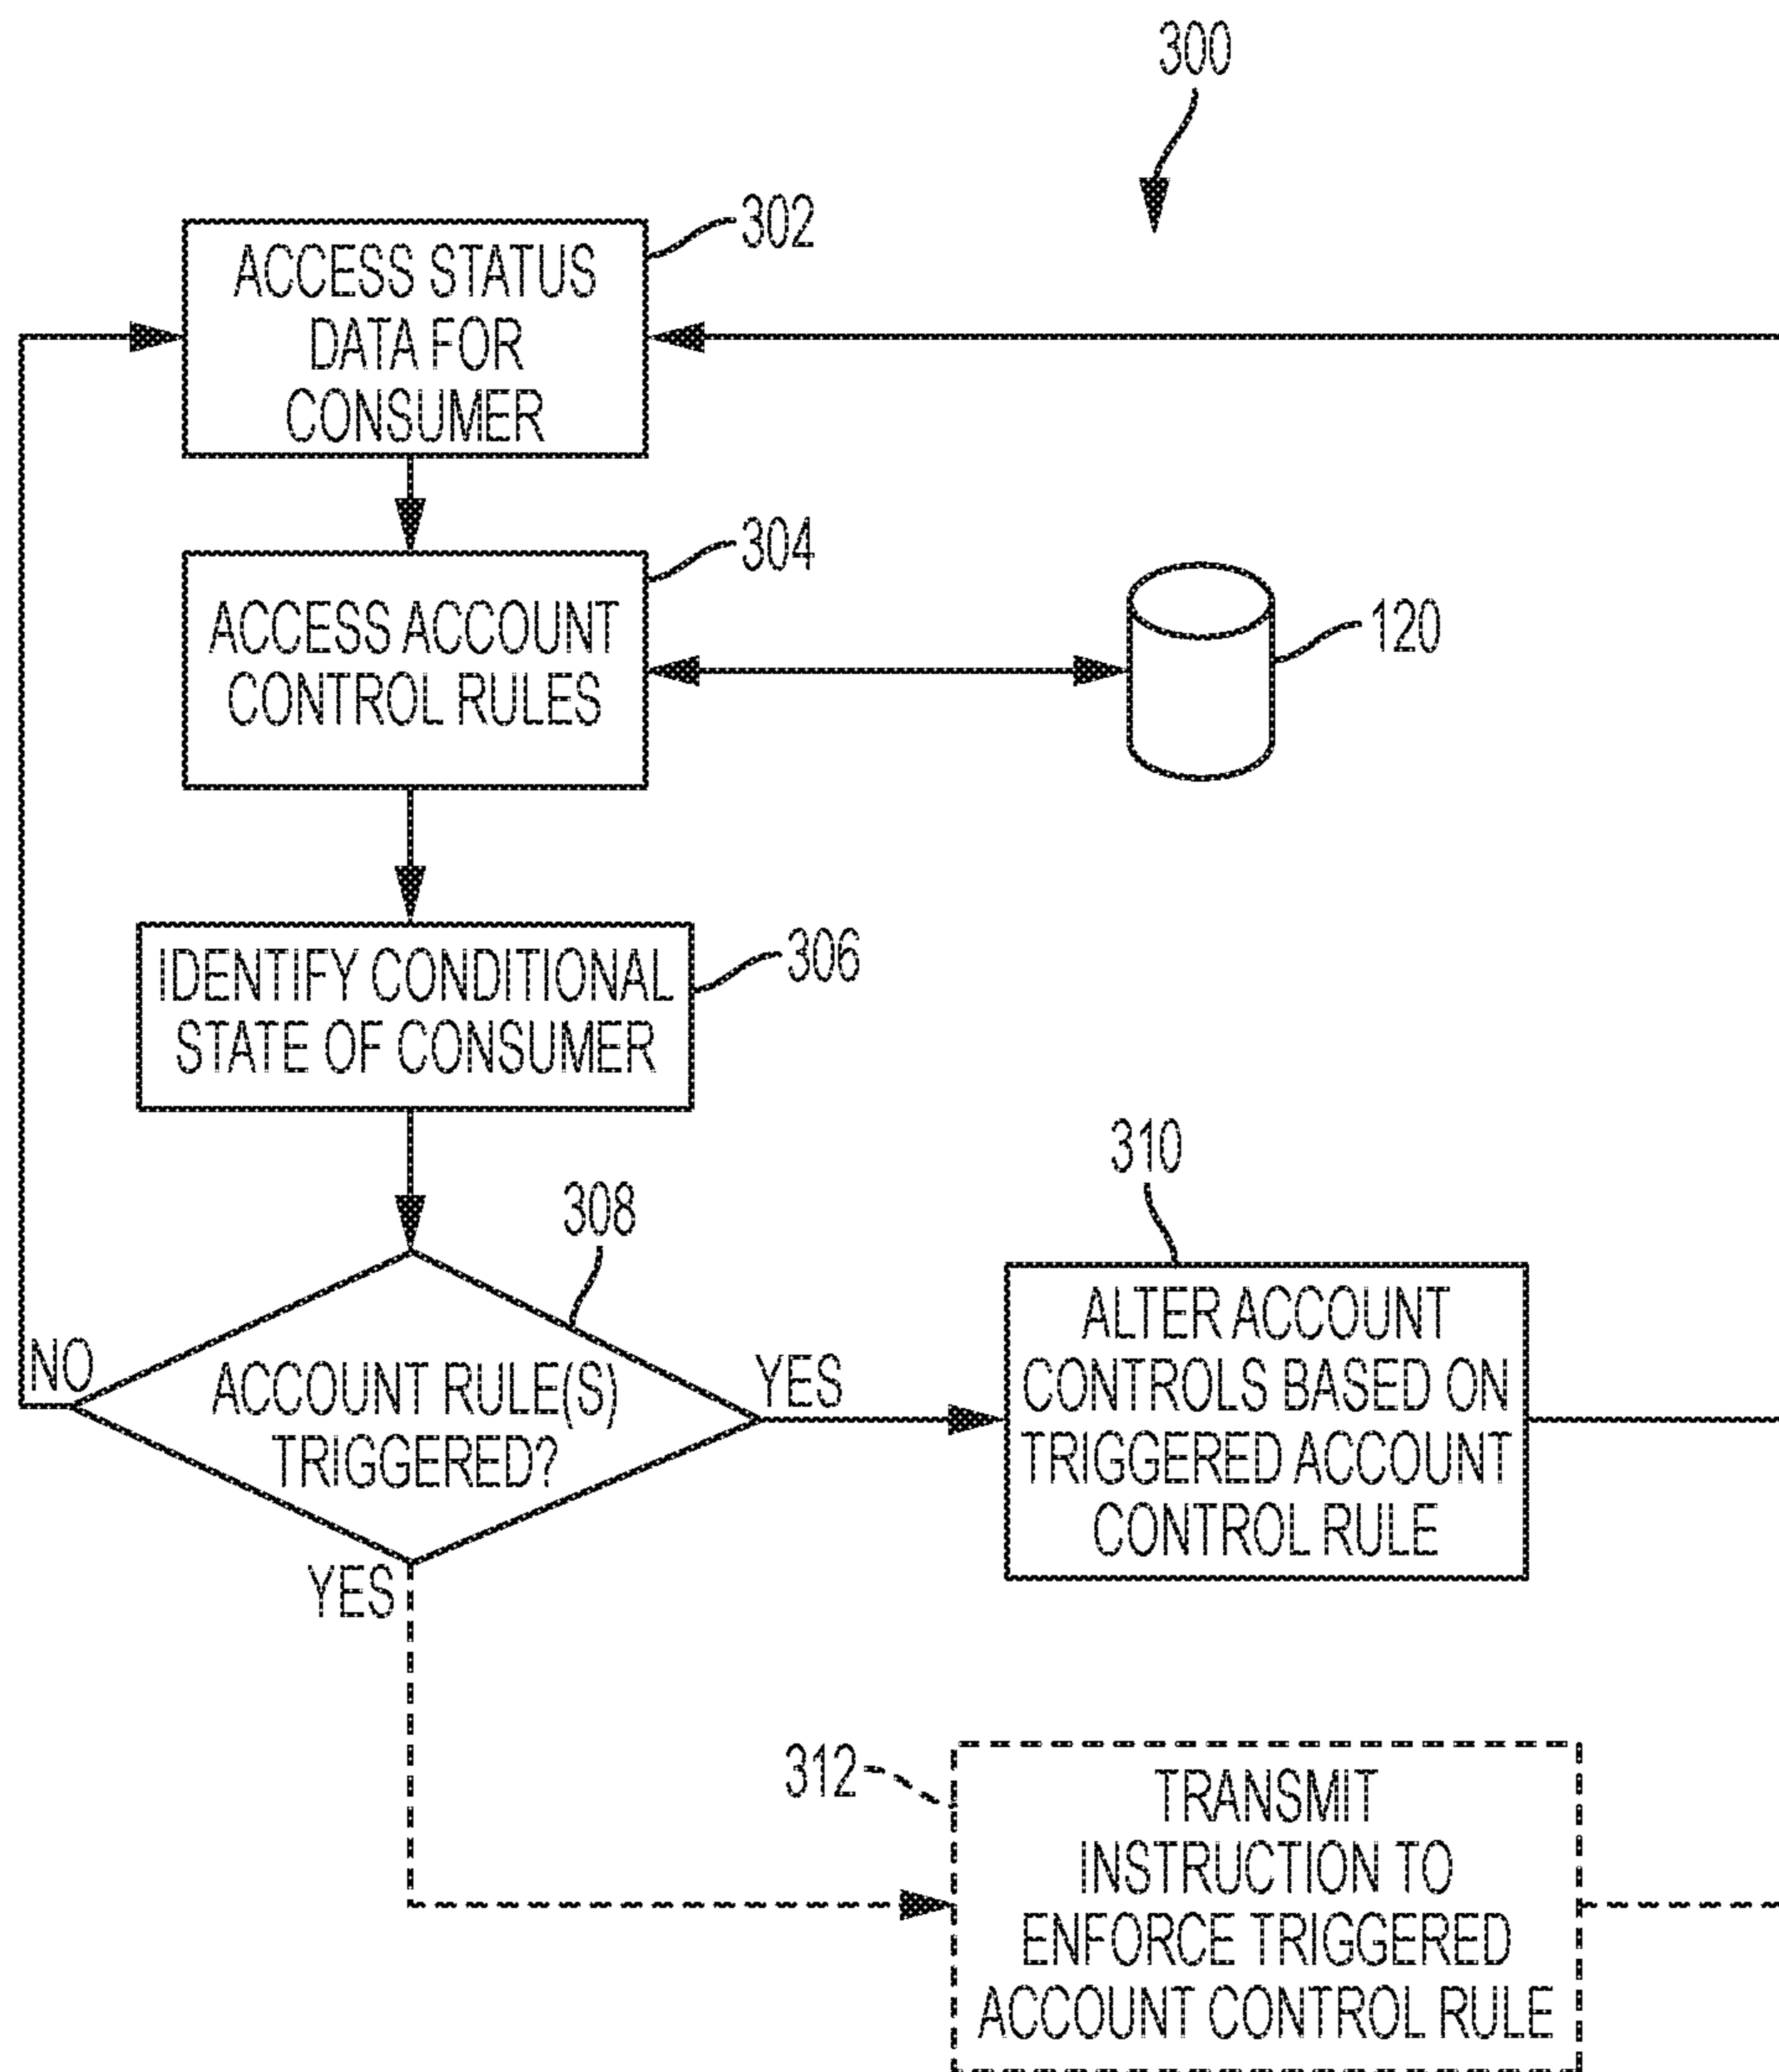 300
302
ACCESS STATUS
DATA FOR
CONSUMER
304
ACCESS ACCOUNT
CONTROL RULES
120
306
IDENTIFY CONDITIONAL
STATE OF CONSUMER
308
310
NO
ACCOUNT RULE(S)
TRIGGERED?
YES
ALTER ACCOUNT
CONTROLS BASED ON
TRIGGERED ACCOUNT
CONTROL RULE
YES
312
TRANSMIT
INSTRUCTION TO
ENFORCE TRIGGERED
ACCOUNT CONTROL RULE